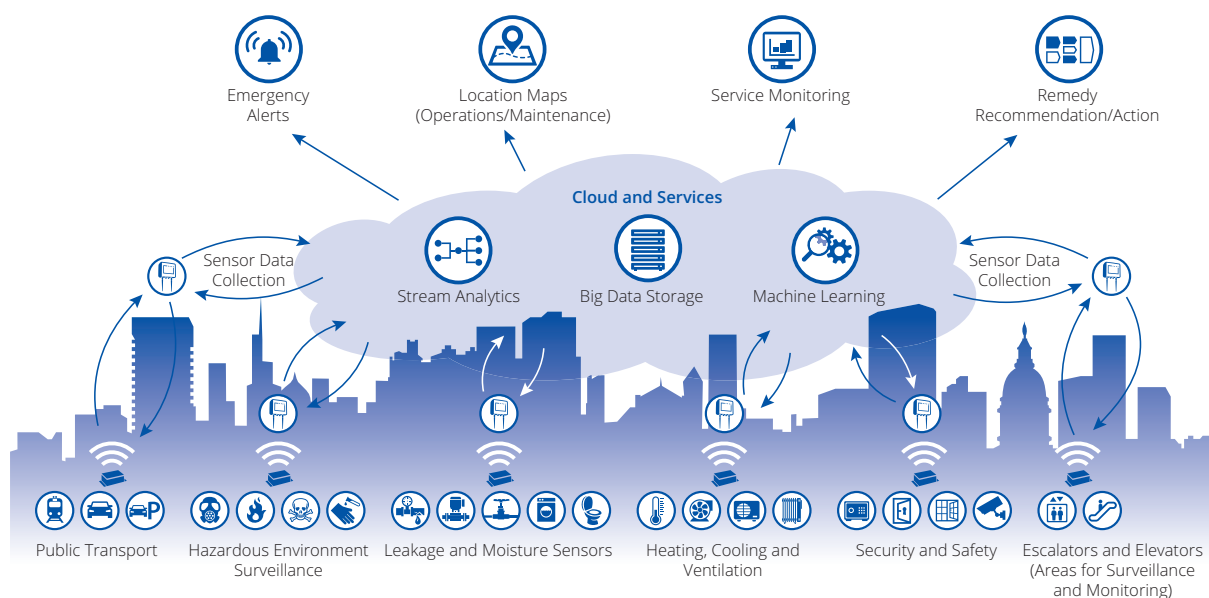 Emergency
Alerts
Location Maps
(Operations/Maintenance)
Service Monitoring
Remedy
Recommendation/Action
Cloud and Services
Sensor Data
Collection
Stream Analytics
Big Data Storage
Machine Learning
Sensor Data
Collection
P
Public Transport
Hazardous Environment
Surveillance
Leakage and Moisture Sensors
Heating, Cooling and
Ventilation
Security and Safety
Escalators and Elevators
(Areas for Surveillance
and Monitoring)